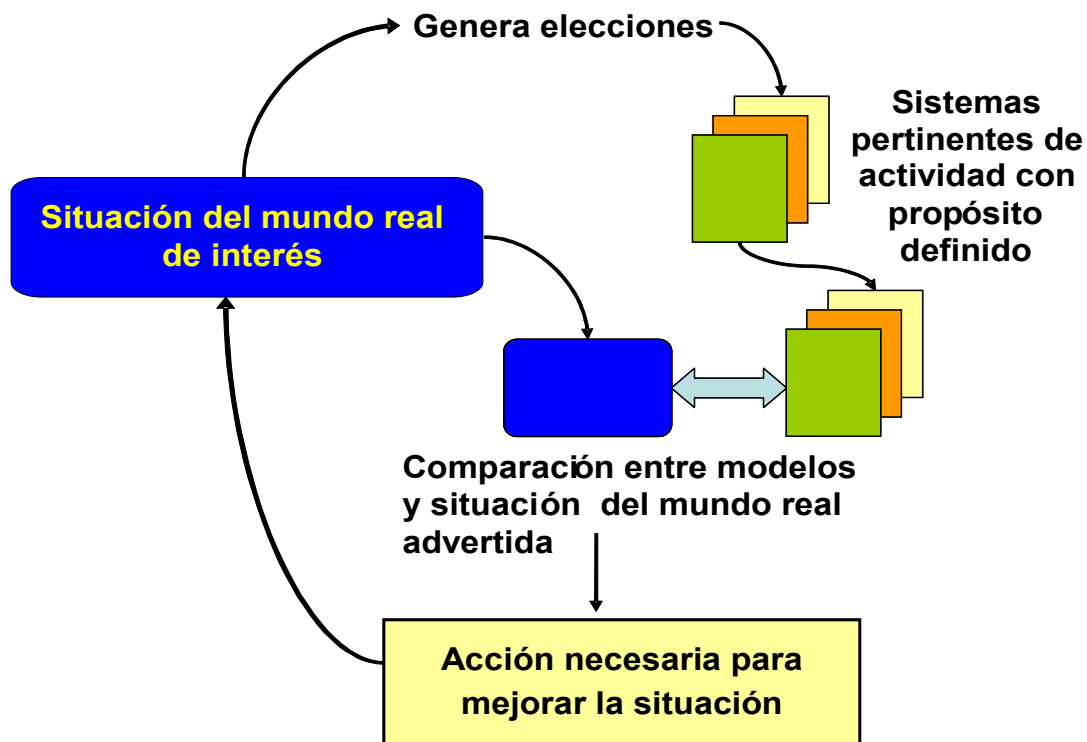 Genera elecciones
Sistemas
pertinentes de
actividad con
propósito
definido
Situación del mundo real
de interés
Comparación entre modelos
y situación del mundo real
advertida
Acción necesaria para
mejorar la situación